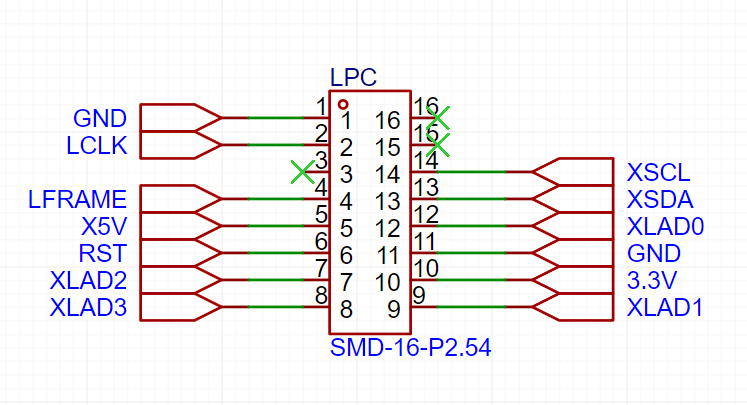 LPC
GND 1 1 16 16
LCLK 2 2 15 15
3 3 14 14 XSCL
LFRAME 4 4 13 13 XSDA
X5V 5 5 12 12 XLAD0
RST 6 6 11 11 GND
XLAD2 7 7 10 10 3.3V
XLAD3 8 8 9 9 XLAD1
SMD-16-P2.54